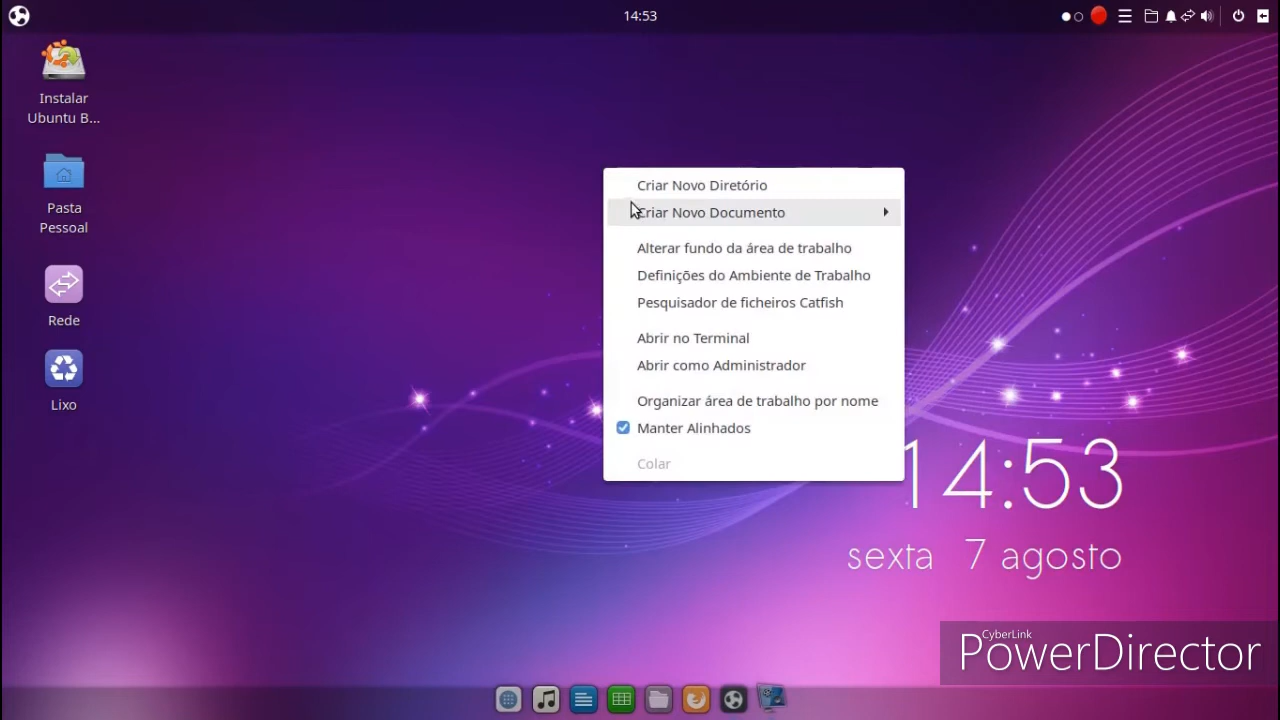 14:53
Instalar
Ubuntu B...
Pasta
Pessoal
Rede
Lixo
Criar Novo Diretório
Criar Novo Documento
Alterar fundo da área de trabalho
Definições do Ambiente de Trabalho
Pesquisador de ficheiros Catfish
Abrir no Terminal
Abrir como Administrador
Organizar área de trabalho por nome
Manter Alinhados
Colar
14:53
sexta 7 agosto
CyberLink
PowerDirector